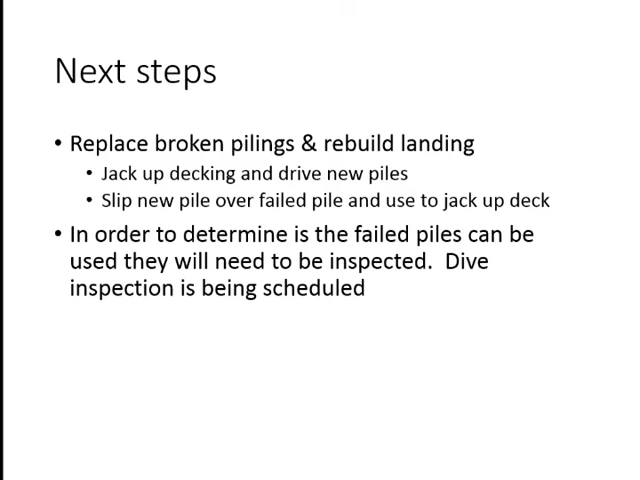 Next steps
• Replace broken pilings & rebuild landing
• Jack up decking and drive new piles
• Slip new pile over failed pile and use to jack up deck
• In order to determine is the failed piles can be
used they will need to be inspected.  Dive
inspection is being scheduled